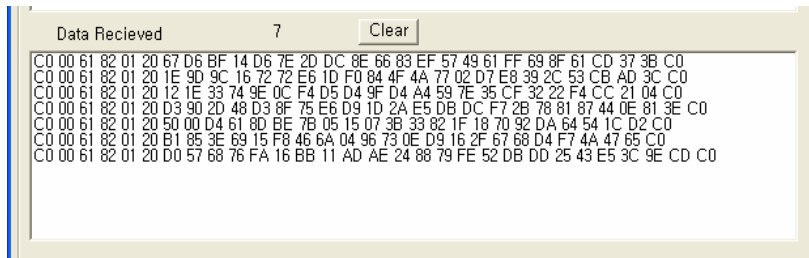 Data Recieved 7 Clear
C0 00 61 82 01 20 67 D6 BF 14 D6 7E 2D DC 8E 66 83 EF 57 49 61 FF 69 8F 61 CD 37 3B C0
C0 00 61 82 01 20 1E 9D 9C 16 72 72 E6 1D F0 84 4F 4A 77 02 D7 E8 39 2C 53 CB AD 3C C0
C0 00 61 82 01 20 12 1E 33 74 9E 0C F4 D5 D4 9F D4 A4 59 7E 35 CF 32 22 F4 CC 21 04 C0
C0 00 61 82 01 20 D3 90 2D 48 D3 8F 75 E6 D9 1D 2A E5 DB DC F7 2B 78 81 87 44 0E 81 3E C0
C0 00 61 82 01 20 50 00 D4 61 8D BE 7B 05 15 07 3B 33 82 1F 18 70 92 DA 64 54 1C D2 C0
C0 00 61 82 01 20 B1 85 3E 69 15 F8 46 6A 04 96 73 0E D9 16 2F 67 68 D4 F7 4A 47 65 C0
C0 00 61 82 01 20 D0 57 68 76 FA 16 BB 11 AD AE 24 88 79 FE 52 DB DD 25 43 E5 3C 9E CD C0